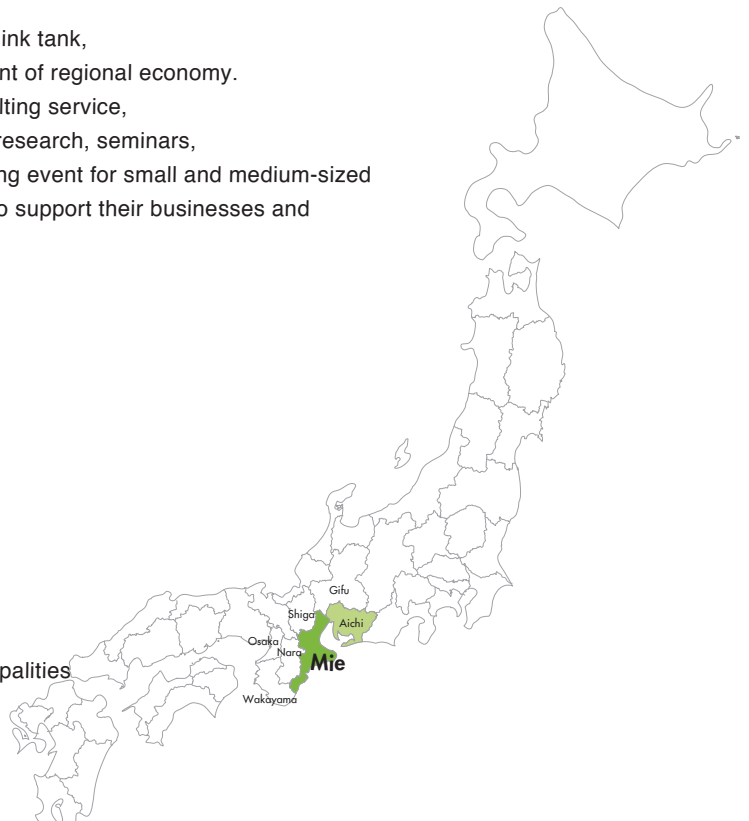 ink tank,
nt of regional economy.
lting service,
research, seminars,
ng event for small and medium-sized
o support their businesses and
Gifu
Shiga
Aichi
Osaka
Nara
Mie
palities
Wakayama